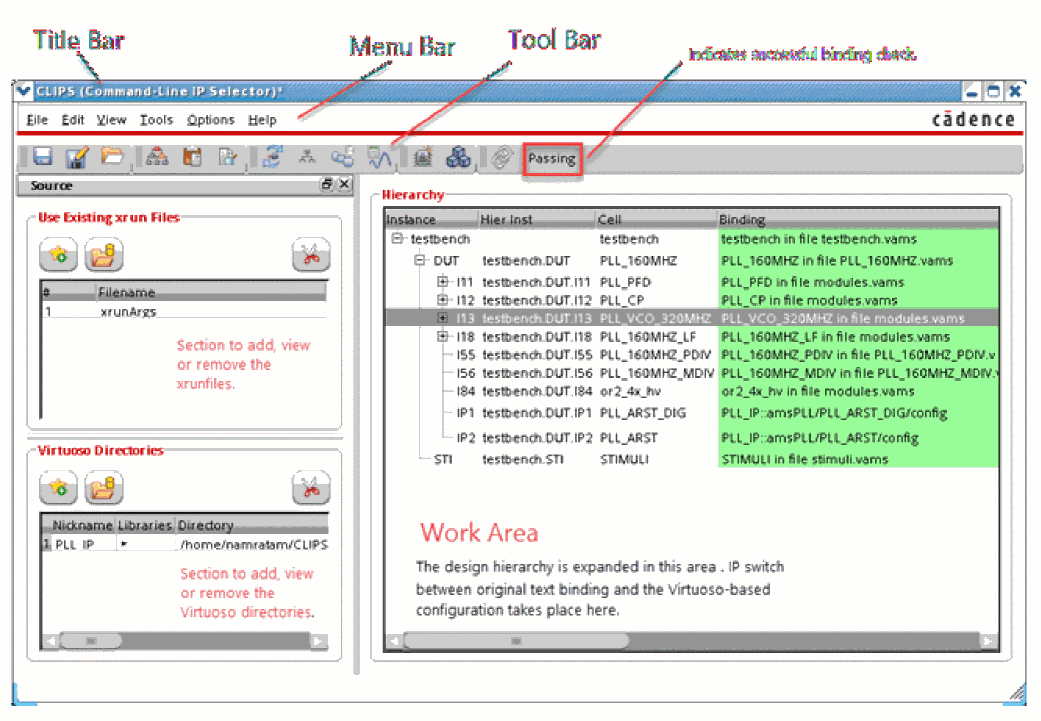 Title Bar
Menu Bar
Tool Bar
Indicates successful binding check.
CLIPS (Command-Line IP Selector)*
File Edit View Tools Options Help
cādence
Passing
Source
Use Existing xrun Files
# Filename
1 xrunArgs
Section to add, view
or remove the
xrunfiles.
Virtuoso Directories
Nickname Libraries Directory
1 PLL_IP * /home/namratam/CLIPS
Section to add, view
or remove the
Virtuoso directories.
Hierarchy
Instance Hier Inst Cell Binding
testbench testbench testbench in file testbench.vams
DUT testbench.DUT PLL_160MHZ PLL_160MHZ in file PLL_160MHZ.vams
I11 testbench.DUT.I11 PLL_PFD PLL_PFD in file modules.vams
I12 testbench.DUT.I12 PLL_CP PLL_CP in file modules.vams
I13 testbench.DUT.I13 PLL_VCO_320MHZ PLL_VCO_320MHZ in file modules.vams
I18 testbench.DUT.I18 PLL_160MHZ_LF PLL_160MHZ_LF in file modules.vams
I55 testbench.DUT.I55 PLL_160MHZ_PDIV PLL_160MHZ_PDIV in file PLL_160MHZ_PDIV.v
I56 testbench.DUT.I56 PLL_160MHZ_MDIV PLL_160MHZ_MDIV in file PLL_160MHZ_MDIV.v
I84 testbench.DUT.I84 or2_4x_hv or2_4x_hv in file modules.vams
IP1 testbench.DUT.IP1 PLL_ARST_DIG PLL_IP::amsPLL/PLL_ARST_DIG/config
IP2 testbench.DUT.IP2 PLL_ARST PLL_IP::amsPLL/PLL_ARST/config
STI testbench.STI STIMULI STIMULI in file stimuli.vams
Work Area
The design hierarchy is expanded in this area . IP switch
between original text binding and the Virtuoso-based
configuration takes place here.